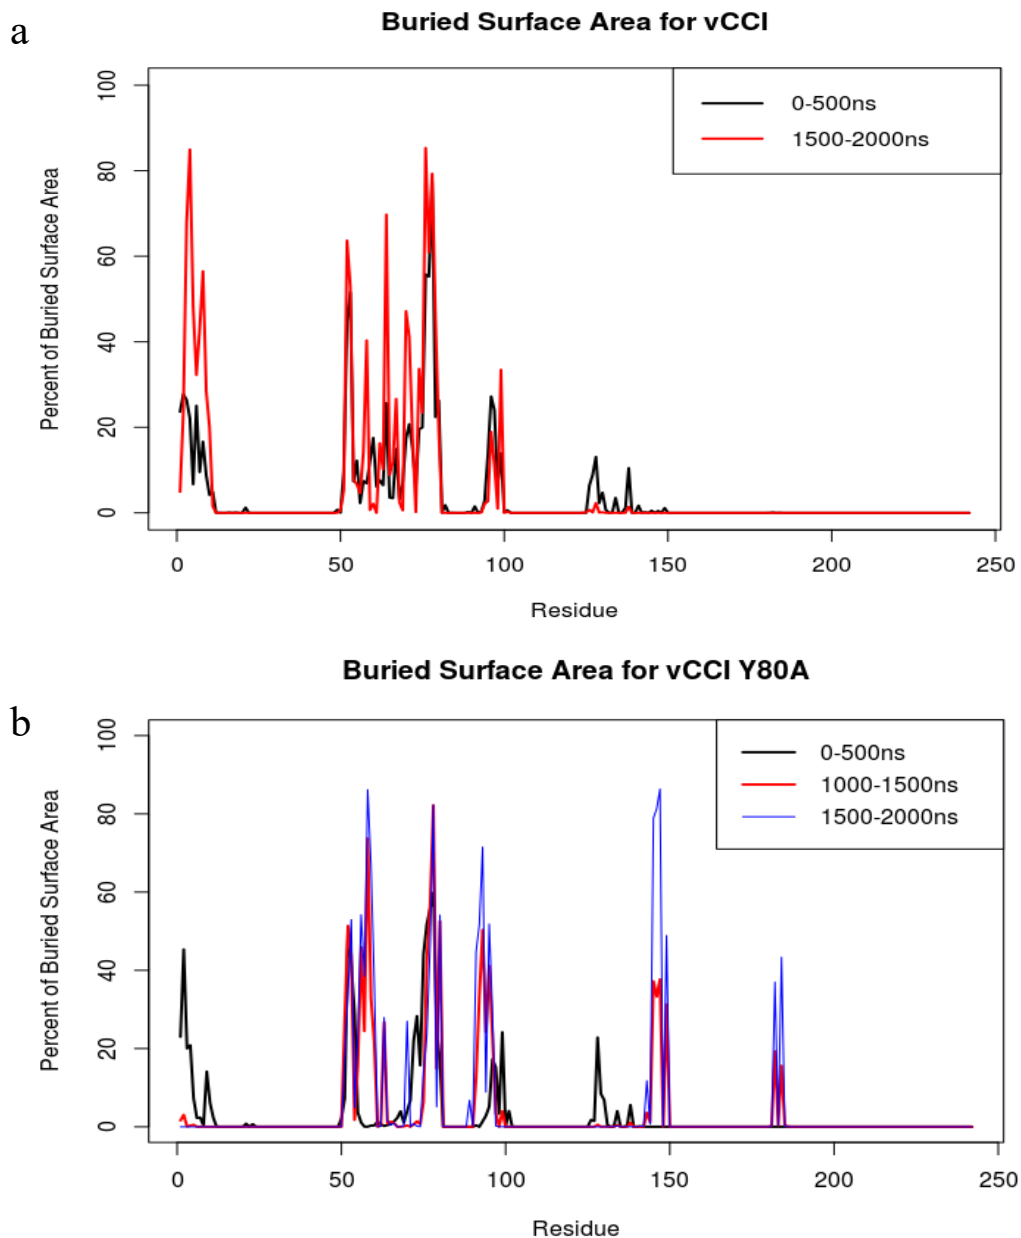 a
Buried Surface Area for vCCI
Percent of Buried Surface Area
100
80
60
40
20
0
0-500ns
1500-2000ns
0 50 100 150 200 250
Residue
b
Buried Surface Area for vCCI Y80A
Percent of Buried Surface Area
100
80
60
40
20
0
0-500ns
1000-1500ns
1500-2000ns
0 50 100 150 200 250
Residue